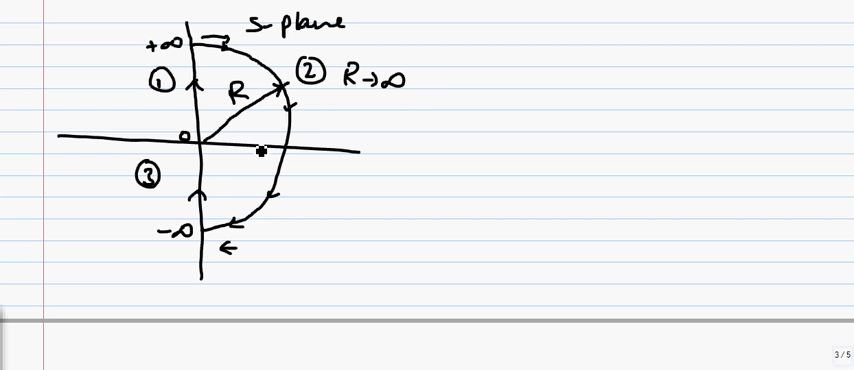 S-plane
+∞
① R ② R→∞
0
③
-∞
3 / 5